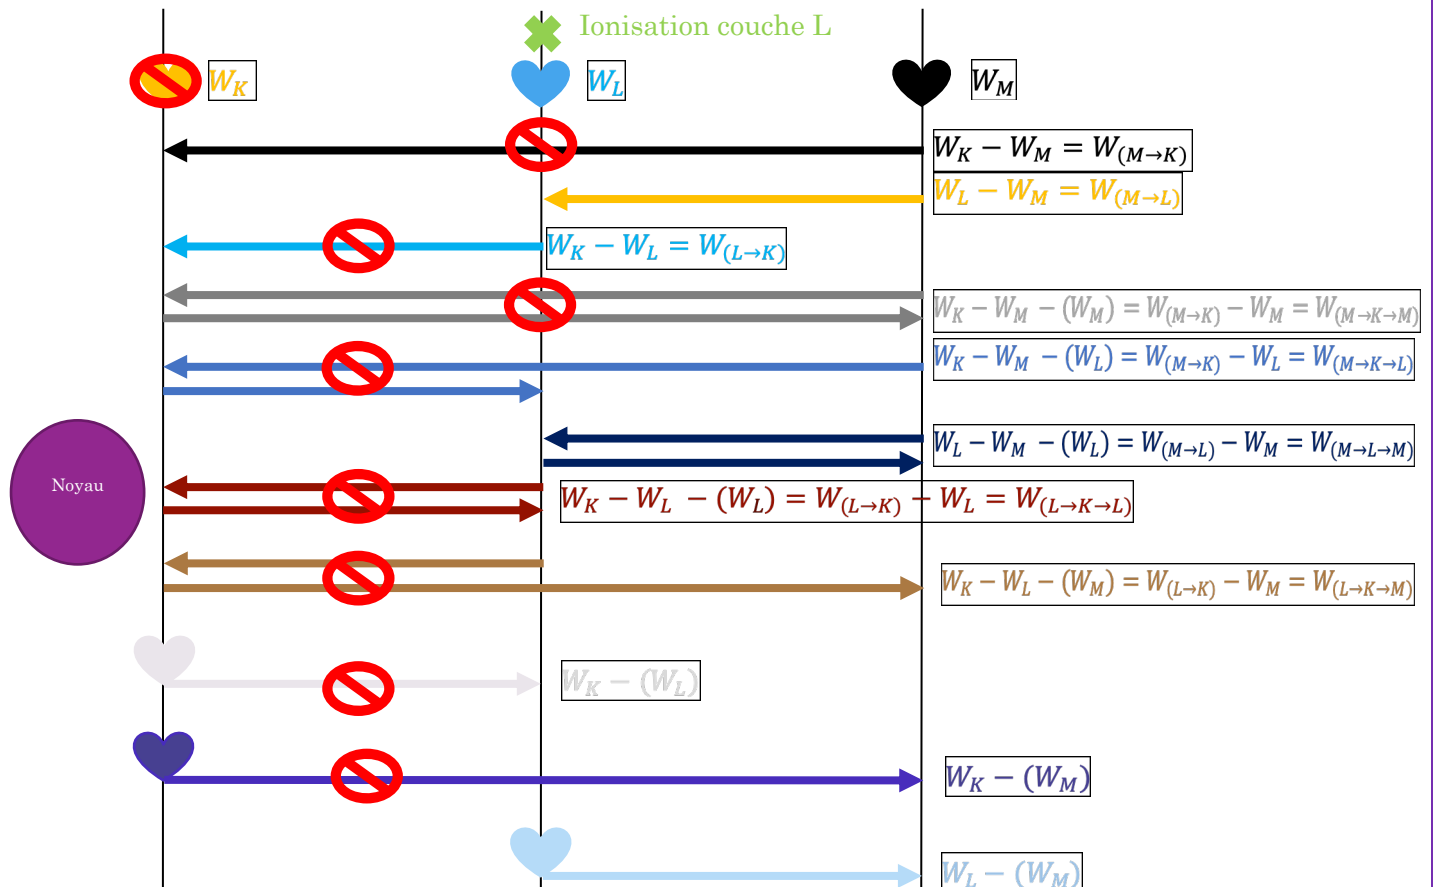 Ionisation couche L
W_K
W_L
W_M
W_K − W_M = W_(M→K)
W_L − W_M = W_(M→L)
W_K − W_L = W_(L→K)
W_K − W_M − (W_M) = W_(M→K) − W_M = W_(M→K→M)
W_K − W_M − (W_L) = W_(M→K) − W_L = W_(M→K→L)
W_L − W_M − (W_L) = W_(M→L) − W_M = W_(M→L→M)
Noyau
W_K − W_L − (W_L) = W_(L→K) − W_L = W_(L→K→L)
W_K − W_L − (W_M) = W_(L→K) − W_M = W_(L→K→M)
W_K − (W_L)
W_K − (W_M)
W_L − (W_M)